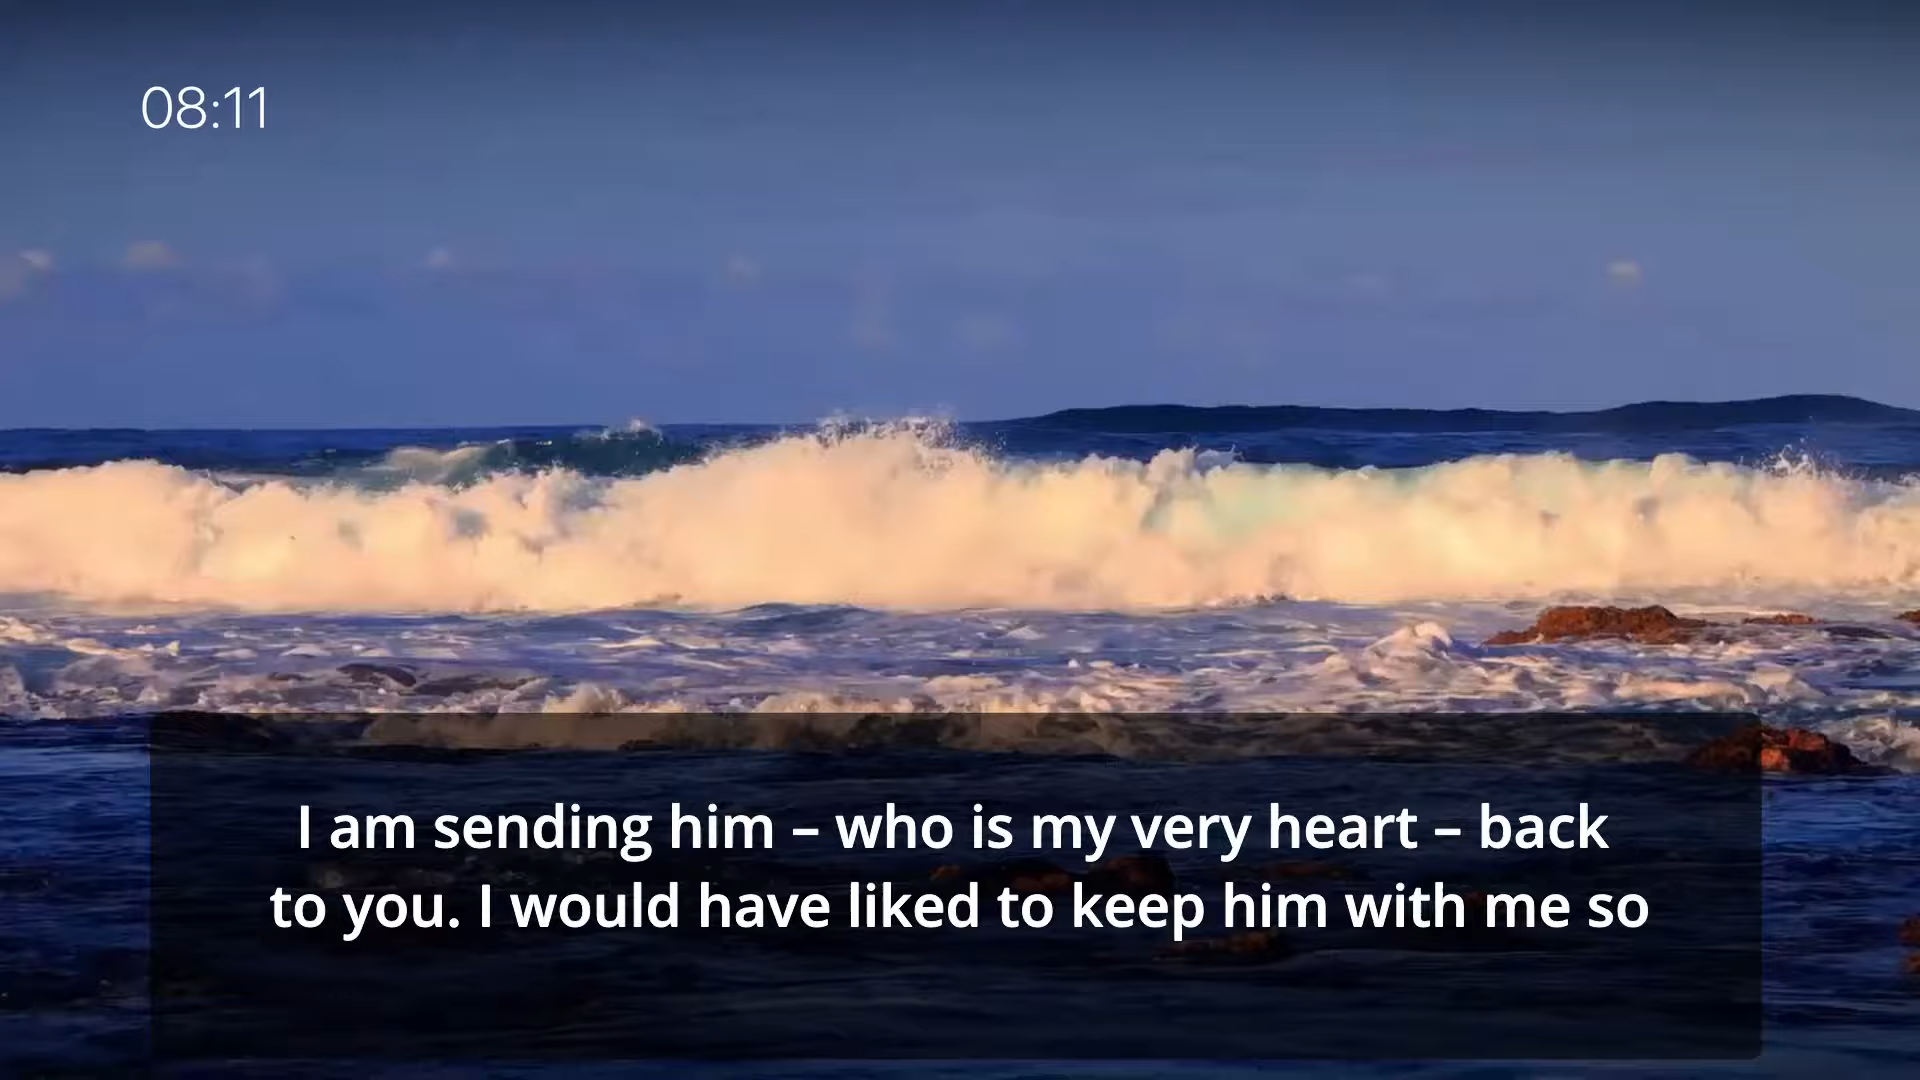 08:11
I am sending him – who is my very heart – back
to you. I would have liked to keep him with me so